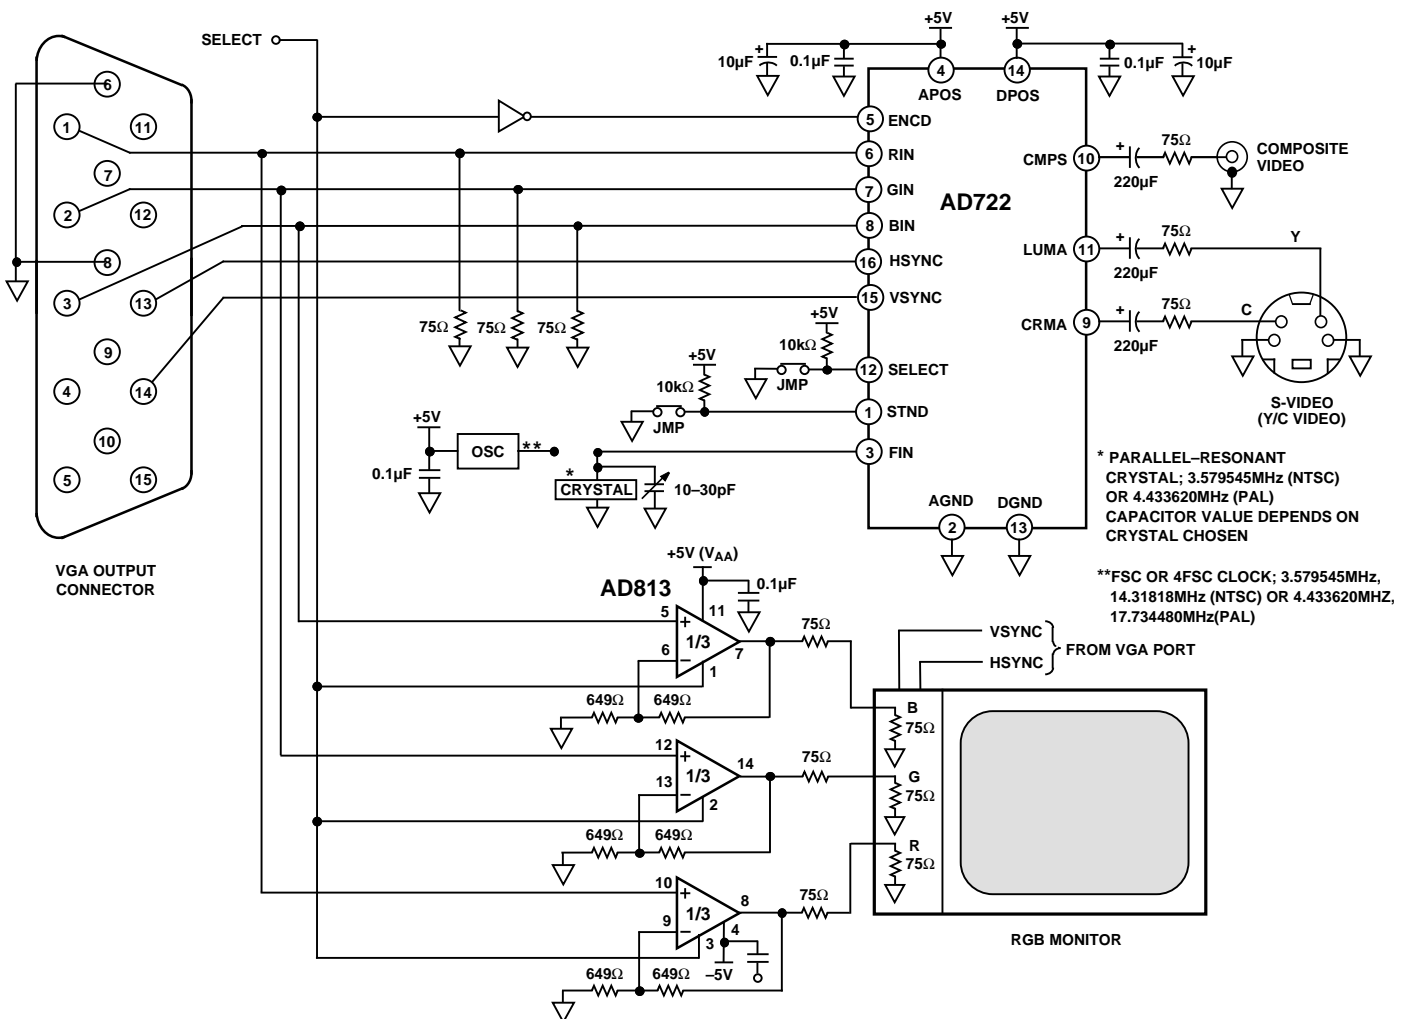 SELECT
6
1
11
7
2
12
8
3
13
9
4
14
10
5
15
VGA OUTPUT
CONNECTOR
+5V
+5V
10µF
+
0.1µF
0.1µF
+
10µF
4
14
APOS
DPOS
5
ENCD
6
RIN
7
GIN
8
BIN
16
HSYNC
15
VSYNC
12
SELECT
1
STND
3
FIN
AD722
CMPS
10
LUMA
11
CRMA
9
AGND
DGND
2
13
+
220µF
75Ω
COMPOSITE
VIDEO
+
220µF
75Ω
Y
+
220µF
75Ω
C
S-VIDEO
(Y/C VIDEO)
75Ω
75Ω
75Ω
+5V
10kΩ
JMP
+5V
10kΩ
JMP
+5V
OSC
**
0.1µF
*
CRYSTAL
10–30pF
* PARALLEL–RESONANT
CRYSTAL; 3.579545MHz (NTSC)
OR 4.433620MHz (PAL)
CAPACITOR VALUE DEPENDS ON
CRYSTAL CHOSEN
**FSC OR 4FSC CLOCK; 3.579545MHz,
14.31818MHz (NTSC) OR 4.433620MHZ,
17.734480MHz(PAL)
+5V (VAA)
AD813
0.1µF
5
+
11
1/3
6
–
7
1
75Ω
649Ω
649Ω
12
+
14
1/3
13
–
2
75Ω
649Ω
649Ω
10
+
8
1/3
9
–
4
3
75Ω
–5V
649Ω
649Ω
VSYNC
HSYNC
FROM VGA PORT
B
75Ω
G
75Ω
R
75Ω
RGB MONITOR